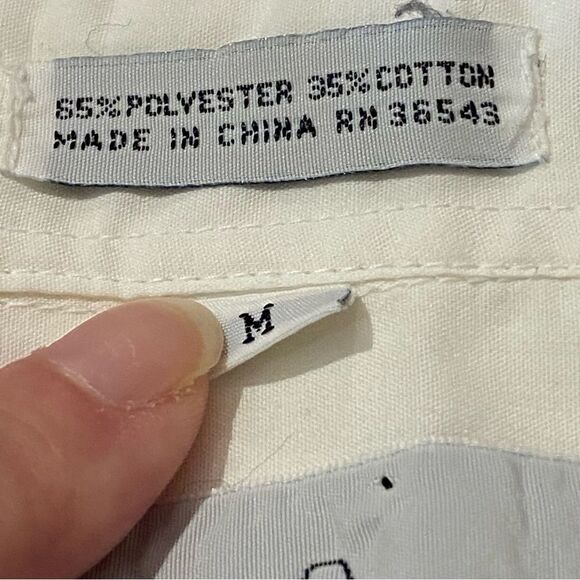 65% POLYESTER 35% COTTON
MADE IN CHINA RN 36543
M